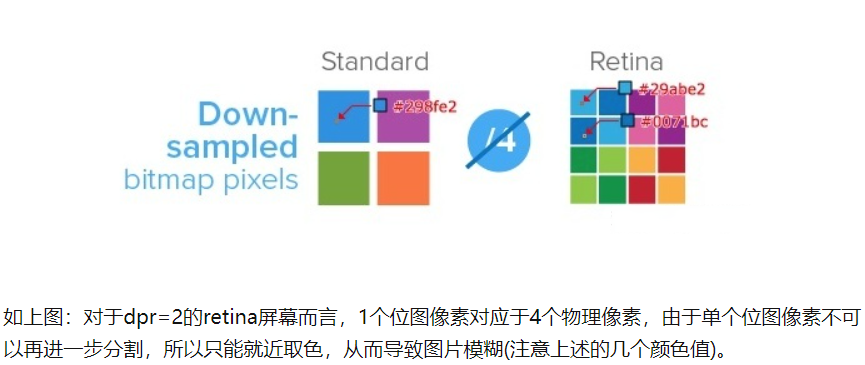 Standard
Retina
#298fe2
#29abe2
#0071bc
Down-
sampled
bitmap pixels
/4
如上图：对于dpr=2的retina屏幕而言，1个位图像素对应于4个物理像素，由于单个位图像素不可
以再进一步分割，所以只能就近取色，从而导致图片模糊(注意上述的几个颜色值)。